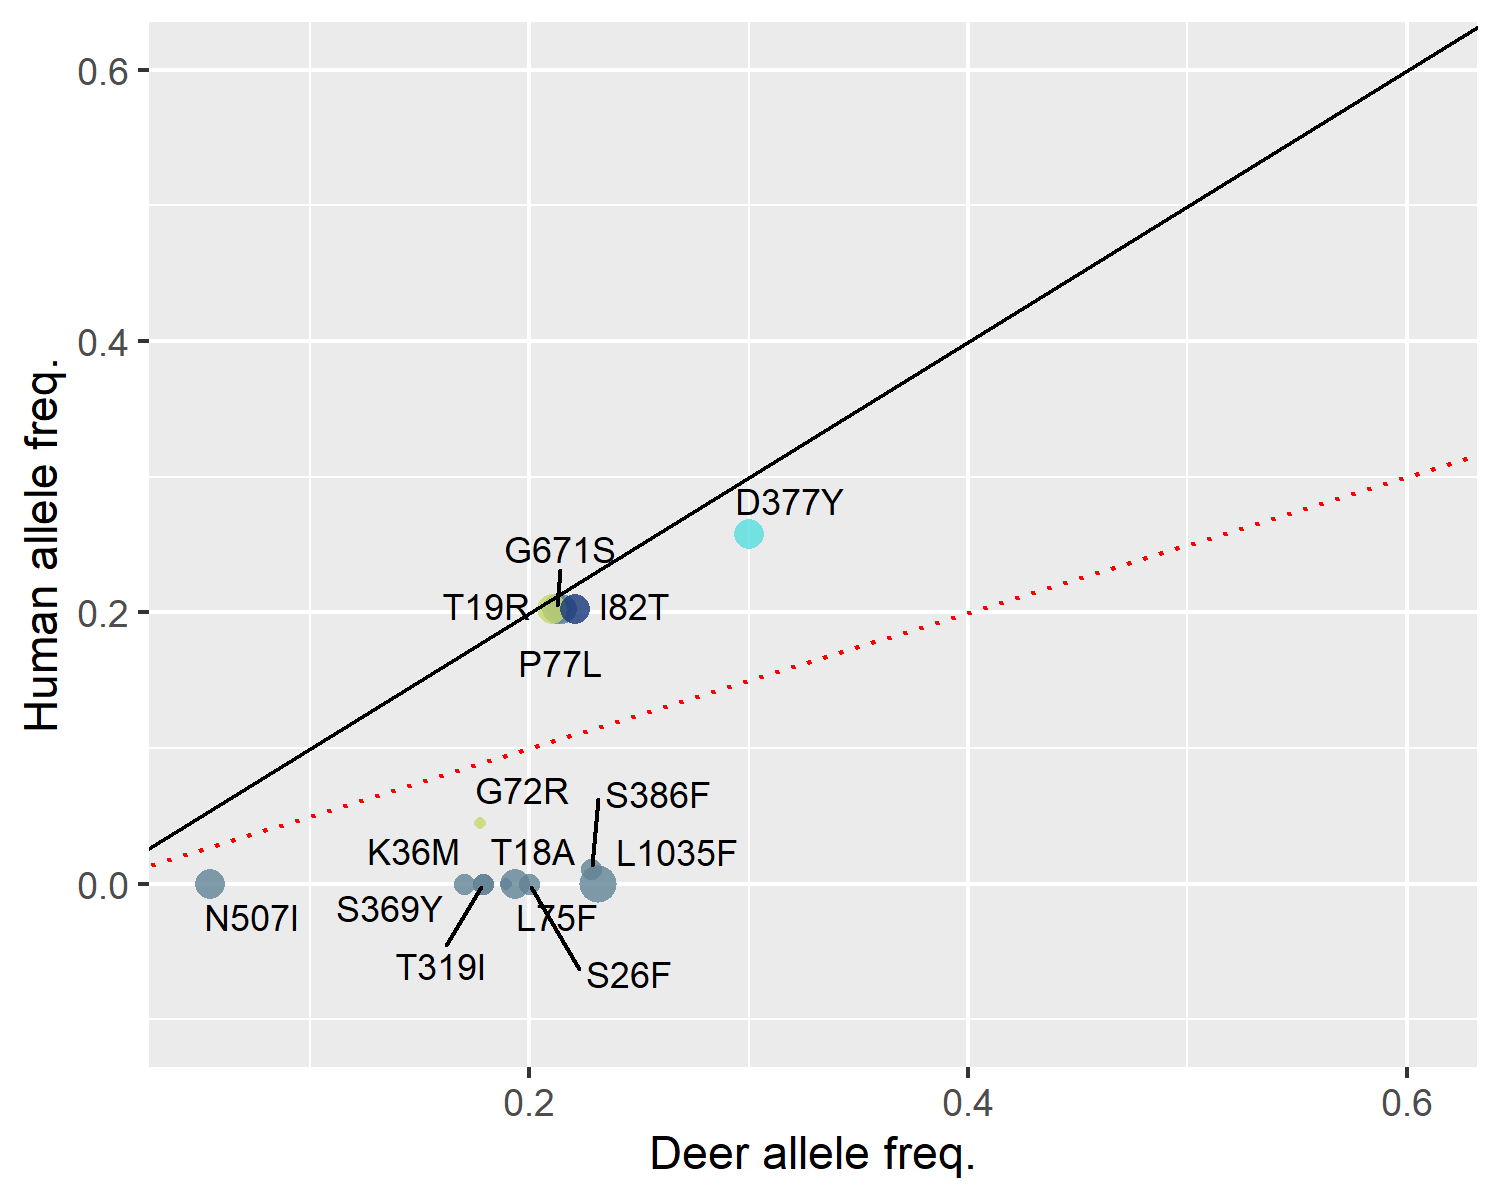 0.6
0.4
0.2
0.0
Human allele freq.
D377Y
G671S
T19R
I82T
P77L
G72R
S386F
K36M
T18A
L1035F
N507I
S369Y
L75F
T319I
S26F
0.2
0.4
0.6
Deer allele freq.